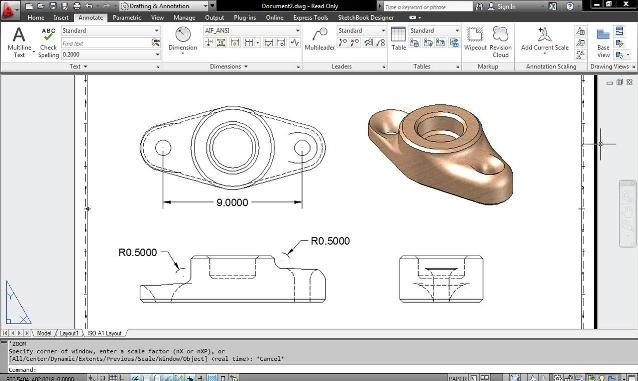 Drafting & Annotation
Document2.dwg - Read Only
Type a keyword or phrase
Sign In
Home Insert Annotate Parametric View Manage Output Plug-ins Online Express Tools SketchBook Designer
A
Multiline Text
ABC
Check Spelling
Standard
Find text
0.2000
Text
Dimension
AIF_ANSI
Dimensions
Multileader
Standard
Leaders
Table
Standard
Tables
Wipeout
Revision Cloud
Markup
Add Current Scale
Annotation Scaling
Base View
Drawing Views
9.0000
R0.5000
R0.5000
Y
X
Model Layout1 ISO A1 Layout
'ZOOM
Specify corner of window, enter a scale factor (nX or nXP), or
[All/Center/Dynamic/Extents/Previous/Scale/Window/Object] <real time>: *Cancel*
Command:
PAPER